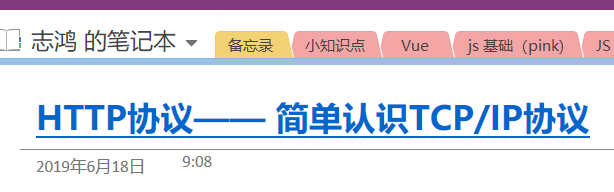 志鸿 的笔记本
备忘录 小知识点 Vue js 基础（pink） JS
HTTP协议—— 简单认识TCP/IP协议
2019年6月18日 9:08